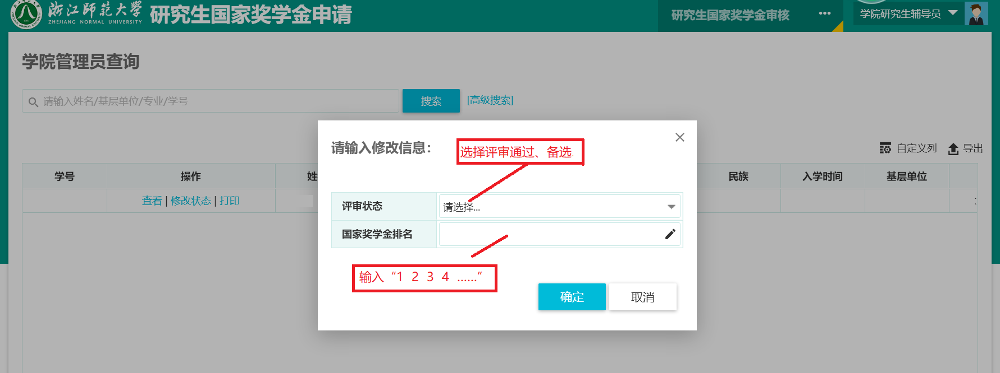 浙江师范大学
ZHEJIANG NORMAL UNIVERSITY
研究生国家奖学金申请
研究生国家奖学金审核
...
学院研究生辅导员
学院管理员查询
请输入姓名/基层单位/专业/学号
搜索
[高级搜索]
自定义列
导出
学号
操作
姓
民族
入学时间
基层单位
查看 | 修改状态 | 打印
请输入修改信息：
选择评审通过、备选.
评审状态
请选择...
国家奖学金排名
输入“1 2 3 4 ......”
确定
取消